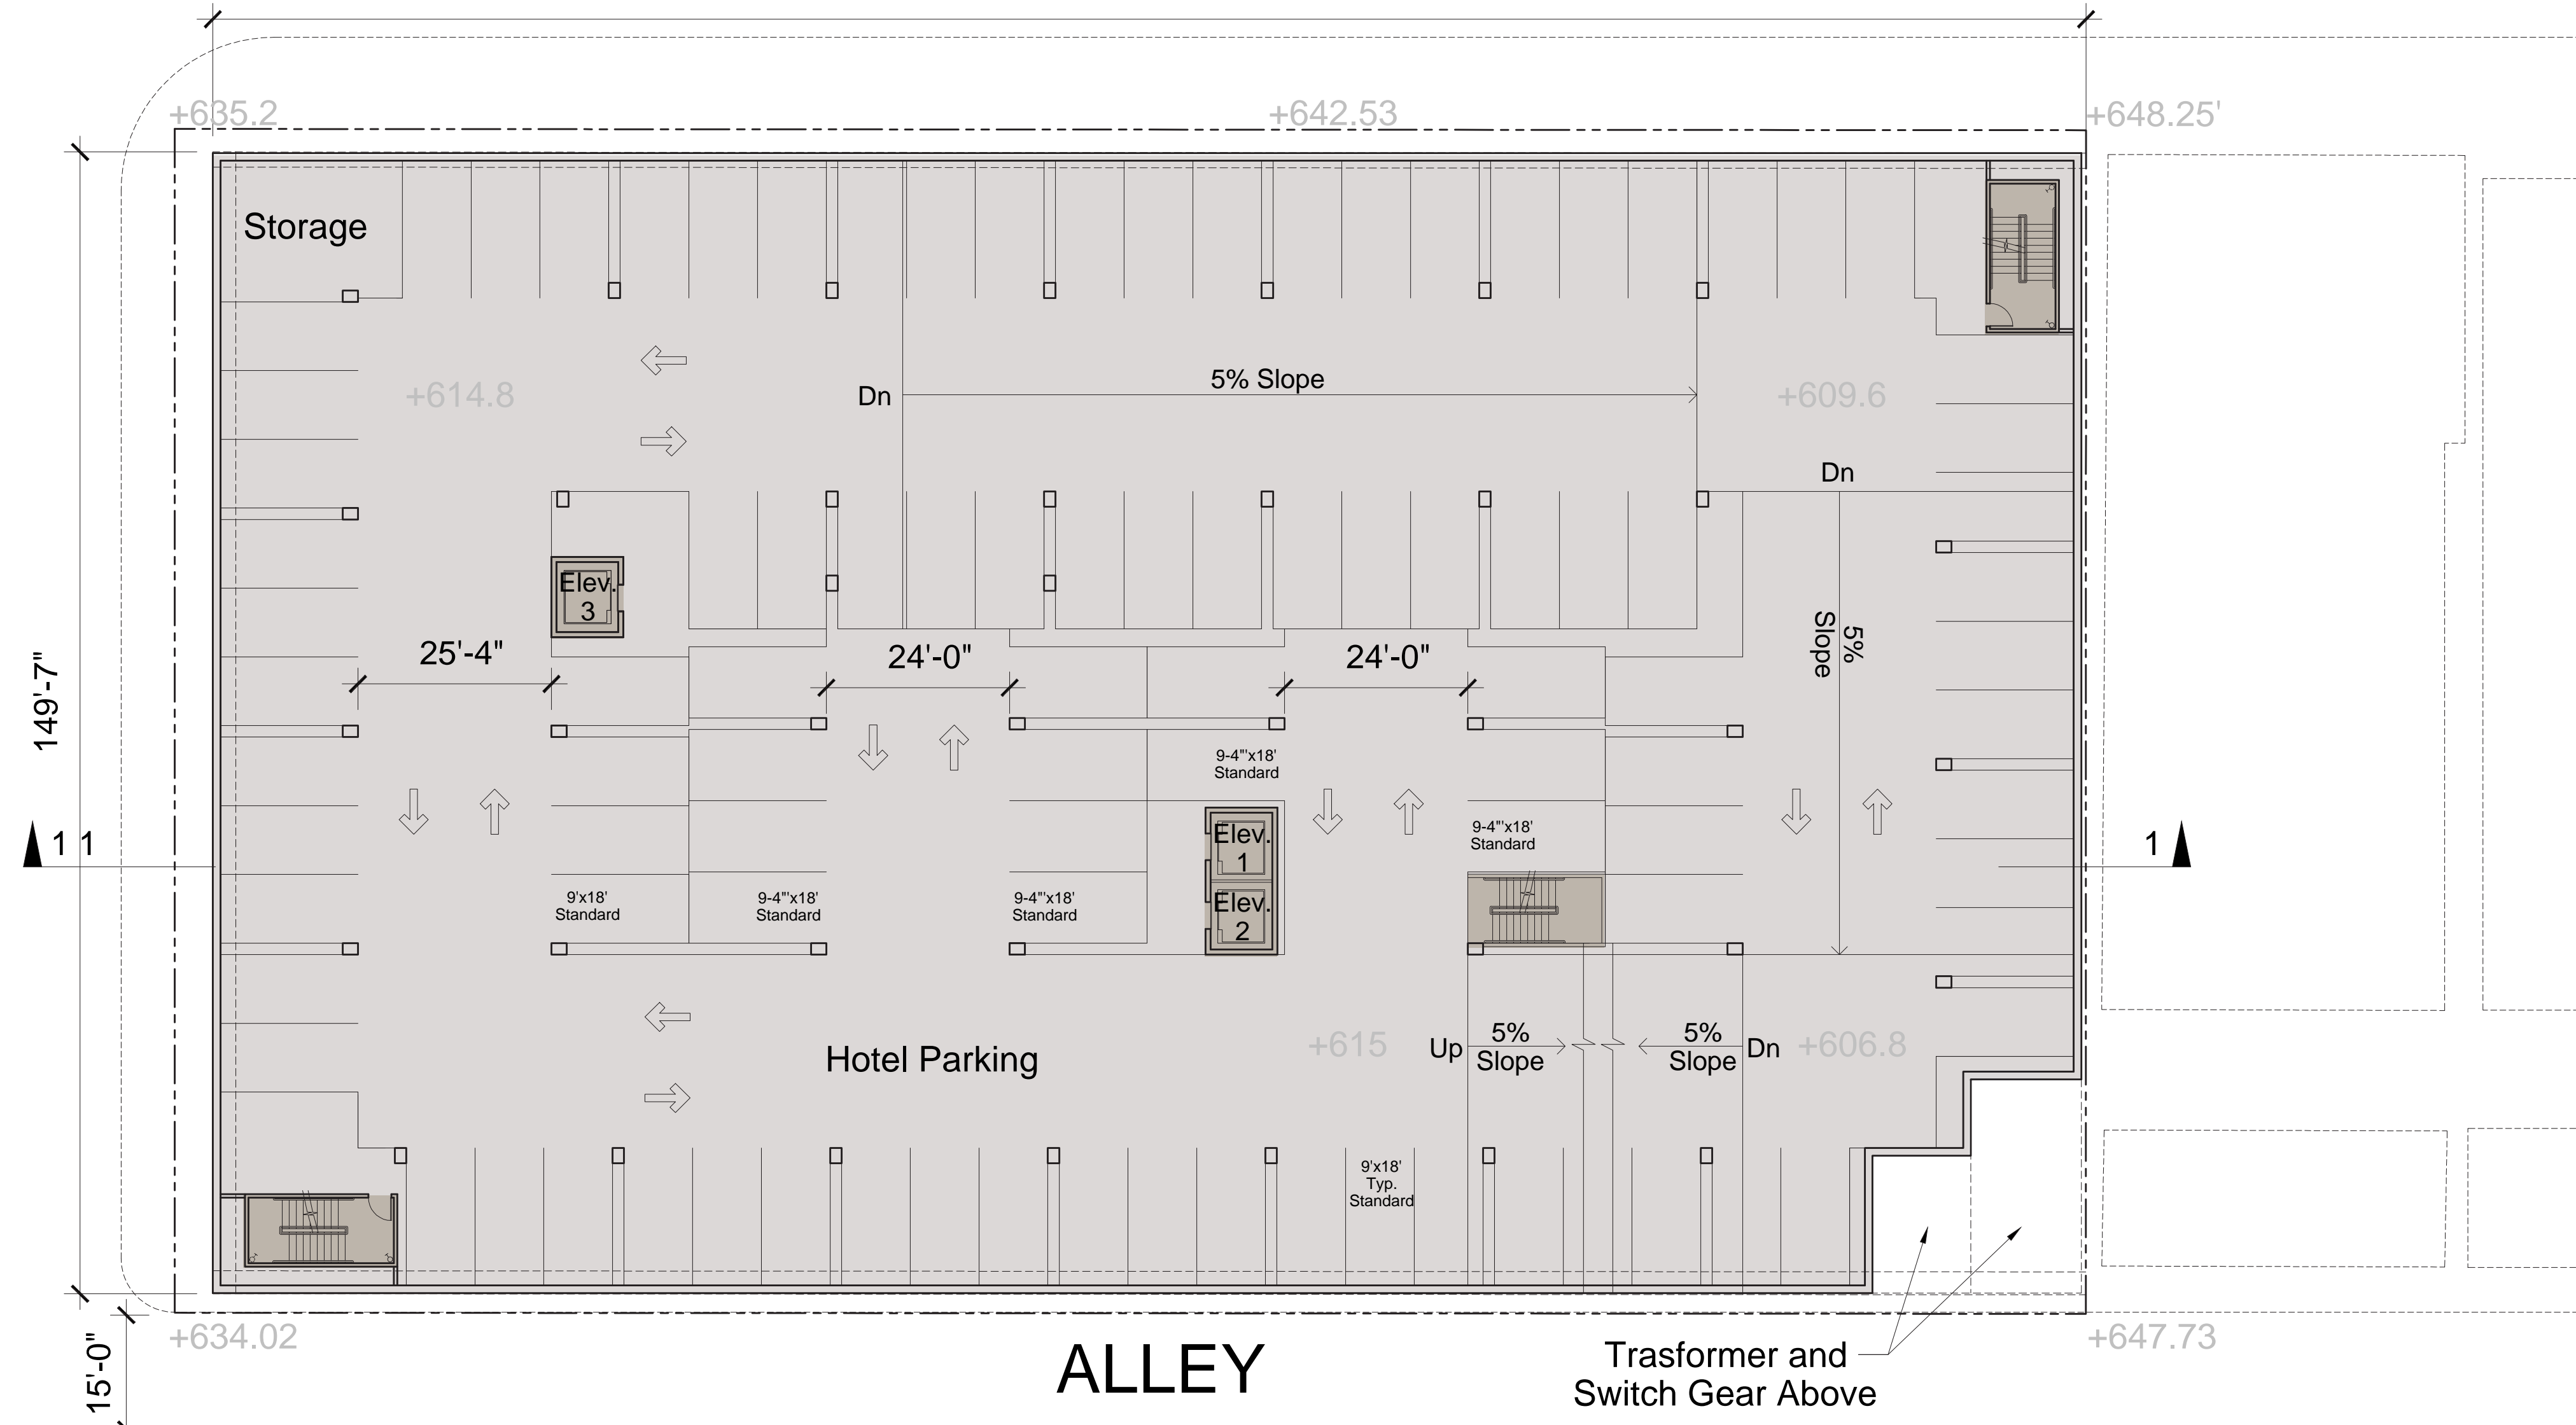 +635.2
+642.53
+648.25'
Storage
5% Slope
Dn
+614.8
+609.6
Dn
Elev.
3
5%
Slope
25'-4"
24'-0"
24'-0"
149'-7"
9-4"'x18'
Standard
9-4"'x18'
Standard
Elev.
1
1 1
1
9'x18'
Standard
9-4"'x18'
Standard
9-4"'x18'
Standard
Elev.
2
Hotel Parking
+615
Up
5%
Slope
5%
Slope
Dn
+606.8
9'x18'
Typ.
Standard
+634.02
+647.73
15'-0"
ALLEY
Trasformer and
Switch Gear Above